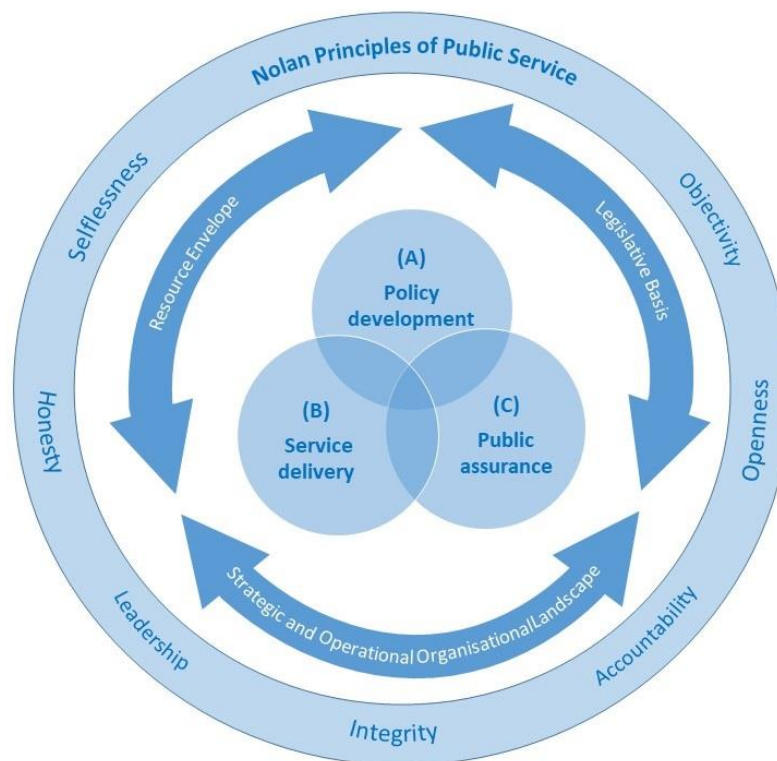 Nolan Principles of Public Service
Selflessness
Objectivity
Resource Envelope
Legislative Basis
(A)
Policy
development
Honesty
Openness
(B)
Service
delivery
(C)
Public
assurance
Strategic and Operational Organisational Landscape
Leadership
Accountability
Integrity